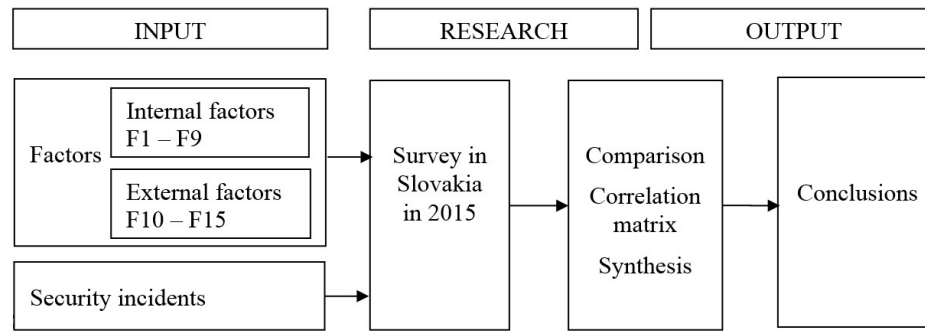 INPUT
RESEARCH
OUTPUT
Factors
Internal factors
F1 – F9
External factors
F10 – F15
Security incidents
Survey in
Slovakia
in 2015
Comparison
Correlation
matrix
Synthesis
Conclusions